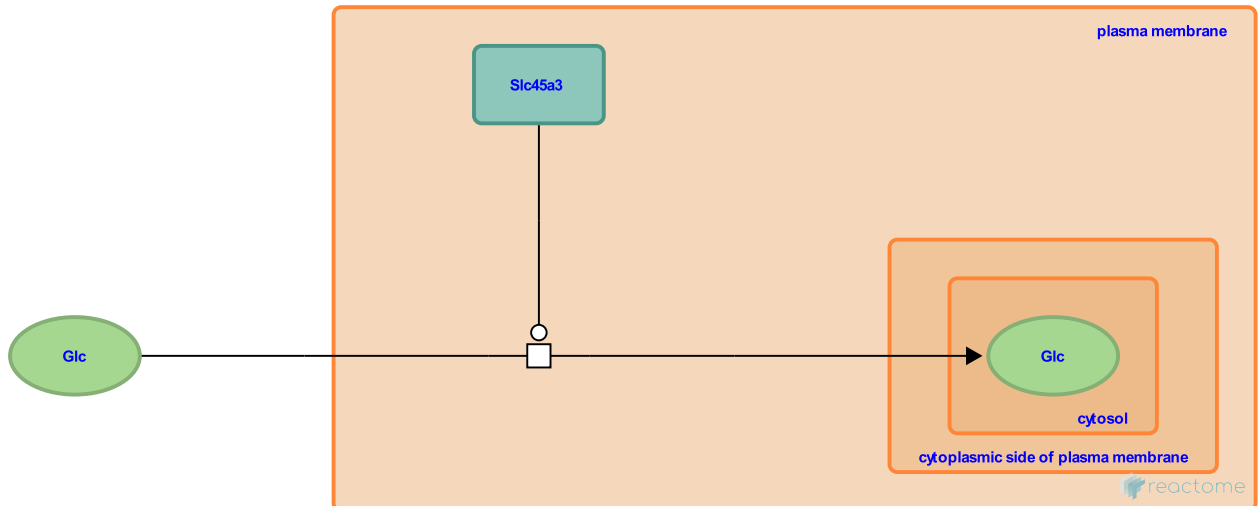 plasma membrane
Slc45a3
Glc
Glc
cytosol
cytoplasmic side of plasma membrane
reactome